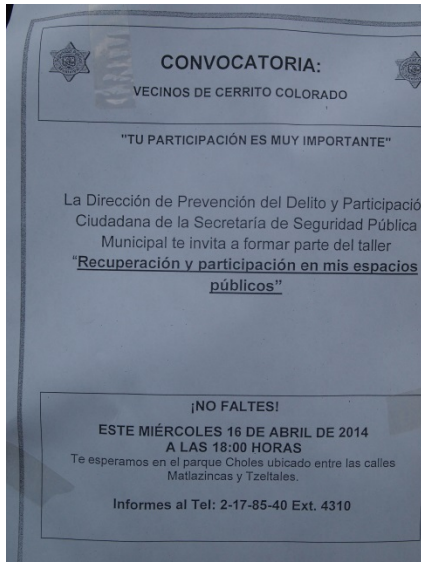 CONVOCATORIA:
VECINOS DE CERRITO COLORADO
"TU PARTICIPACIÓN ES MUY IMPORTANTE"
La Dirección de Prevención del Delito y Participació
Ciudadana de la Secretaría de Seguridad Pública
Municipal te invita a formar parte del taller
"Recuperación y participación en mis espacios
públicos"
¡NO FALTES!
ESTE MIÉRCOLES 16 DE ABRIL DE 2014
A LAS 18:00 HORAS
Te esperamos en el parque Choles ubicado entre las calles
Matlazincas y Tzeltales.
Informes al Tel: 2-17-85-40 Ext. 4310